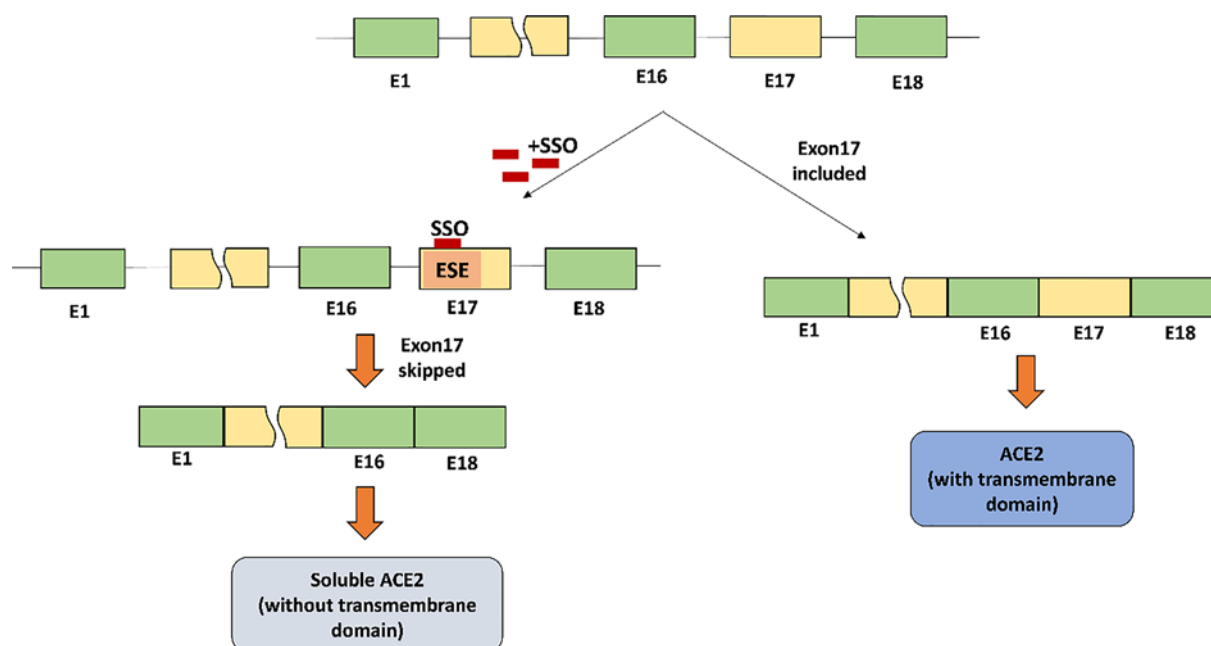 E1
E16
E17
E18
+SSO
Exon17
included
SSO
ESE
E1
E16
E17
E18
E1
E16
E17
E18
Exon17
skipped
E1
E16
E18
ACE2
(with transmembrane
domain)
Soluble ACE2
(without transmembrane
domain)